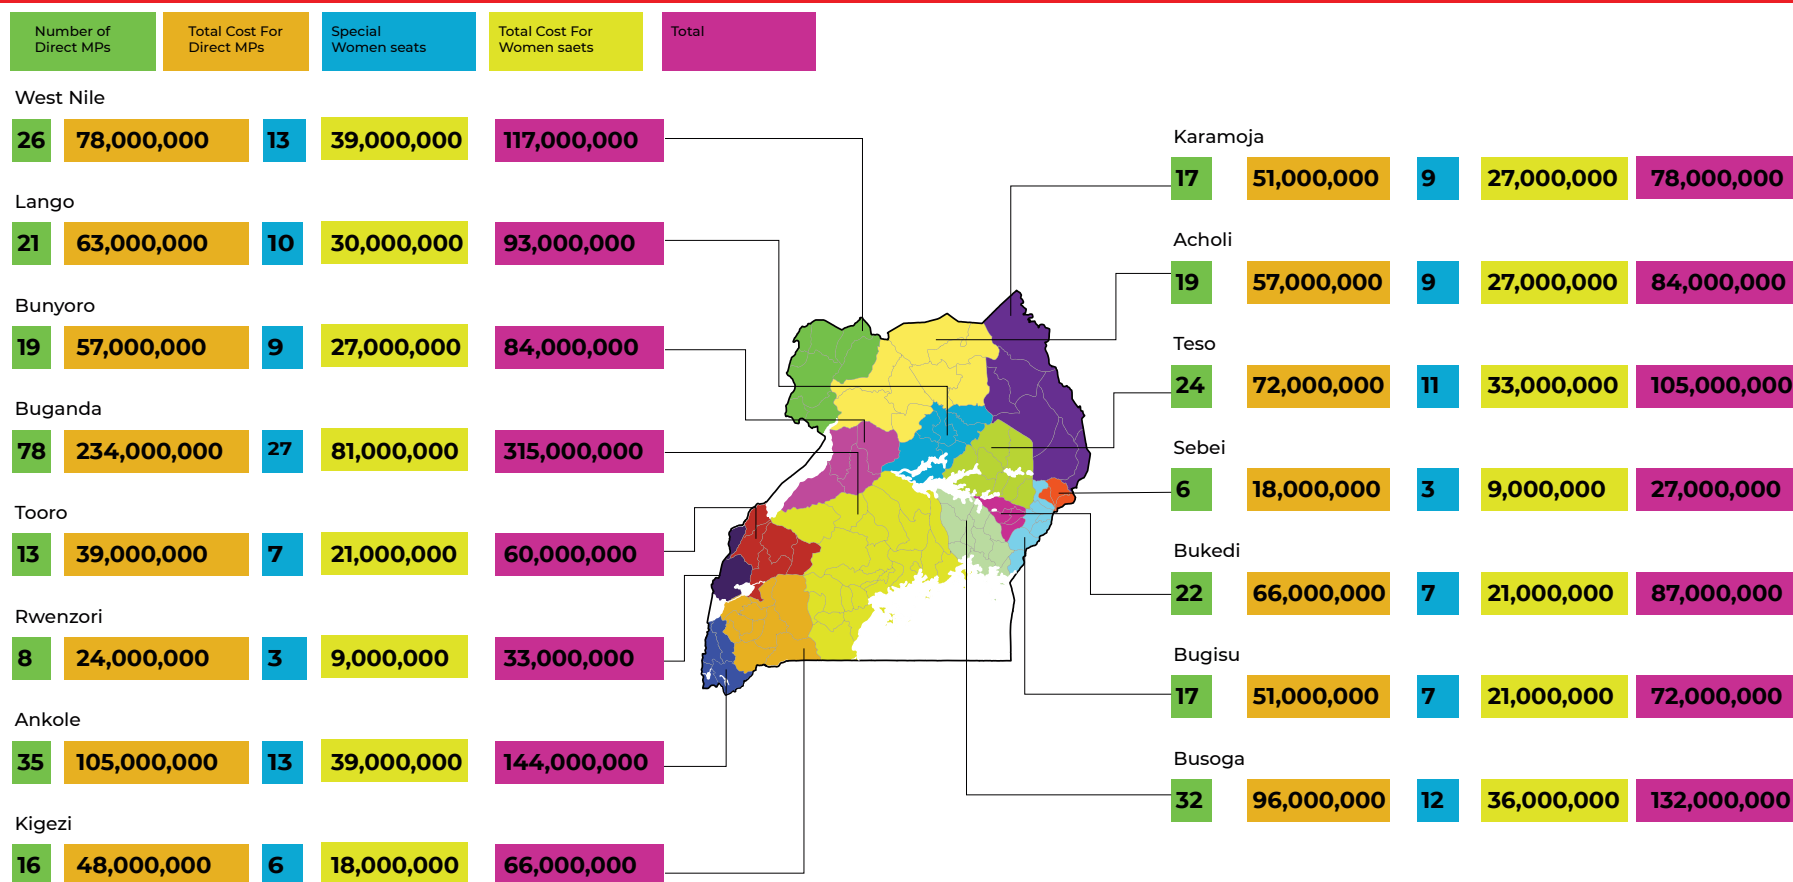 Number of
Direct MPs
Total Cost For
Direct MPs
Special
Women seats
Total Cost For
Women saets
Total
West Nile
26 78,000,000 13 39,000,000 117,000,000
Lango
21 63,000,000 10 30,000,000 93,000,000
Bunyoro
19 57,000,000 9 27,000,000 84,000,000
Buganda
78 234,000,000 27 81,000,000 315,000,000
Tooro
13 39,000,000 7 21,000,000 60,000,000
Rwenzori
8 24,000,000 3 9,000,000 33,000,000
Ankole
35 105,000,000 13 39,000,000 144,000,000
Kigezi
16 48,000,000 6 18,000,000 66,000,000
Karamoja
17 51,000,000 9 27,000,000 78,000,000
Acholi
19 57,000,000 9 27,000,000 84,000,000
Teso
24 72,000,000 11 33,000,000 105,000,000
Sebei
6 18,000,000 3 9,000,000 27,000,000
Bukedi
22 66,000,000 7 21,000,000 87,000,000
Bugisu
17 51,000,000 7 21,000,000 72,000,000
Busoga
32 96,000,000 12 36,000,000 132,000,000